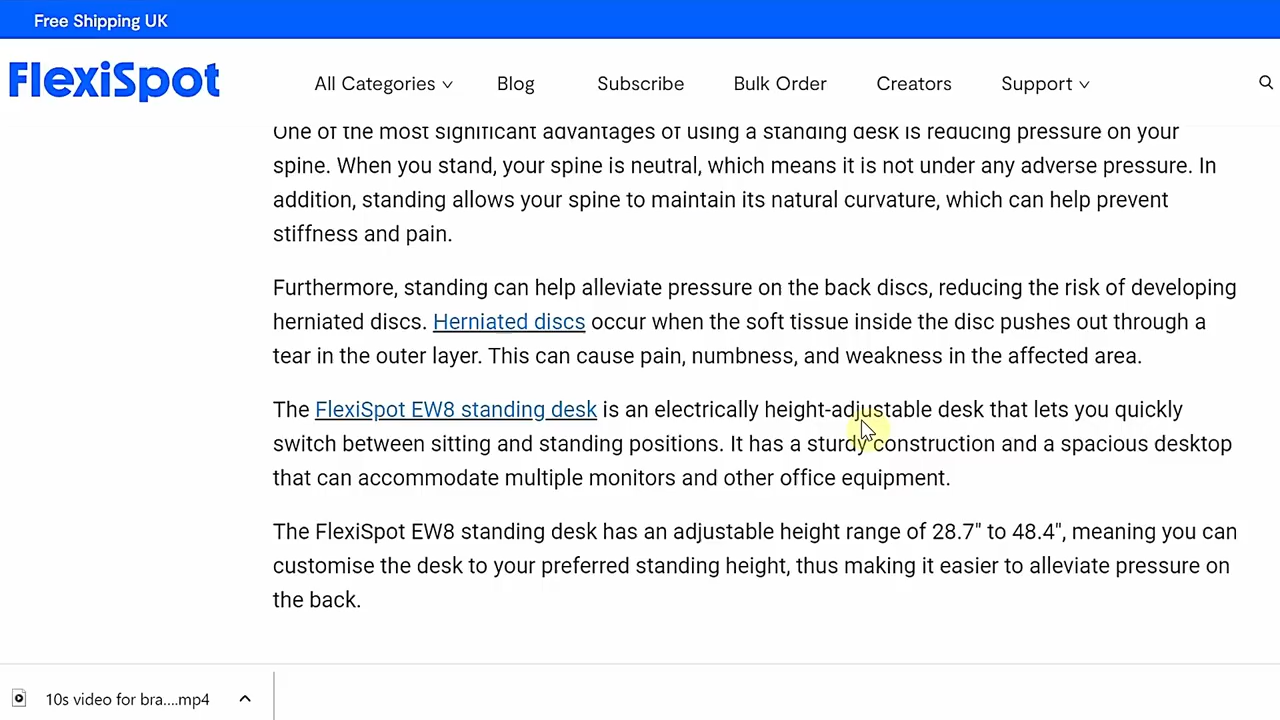 Free Shipping UK
FlexiSpot
All Categories
Blog
Subscribe
Bulk Order
Creators
Support
One of the most significant advantages of using a standing desk is reducing pressure on your
spine. When you stand, your spine is neutral, which means it is not under any adverse pressure. In
addition, standing allows your spine to maintain its natural curvature, which can help prevent
stiffness and pain.
Furthermore, standing can help alleviate pressure on the back discs, reducing the risk of developing
herniated discs. Herniated discs occur when the soft tissue inside the disc pushes out through a
tear in the outer layer. This can cause pain, numbness, and weakness in the affected area.
The FlexiSpot EW8 standing desk is an electrically height-adjustable desk that lets you quickly
switch between sitting and standing positions. It has a sturdy construction and a spacious desktop
that can accommodate multiple monitors and other office equipment.
The FlexiSpot EW8 standing desk has an adjustable height range of 28.7" to 48.4", meaning you can
customise the desk to your preferred standing height, thus making it easier to alleviate pressure on
the back.
10s video for bra....mp4